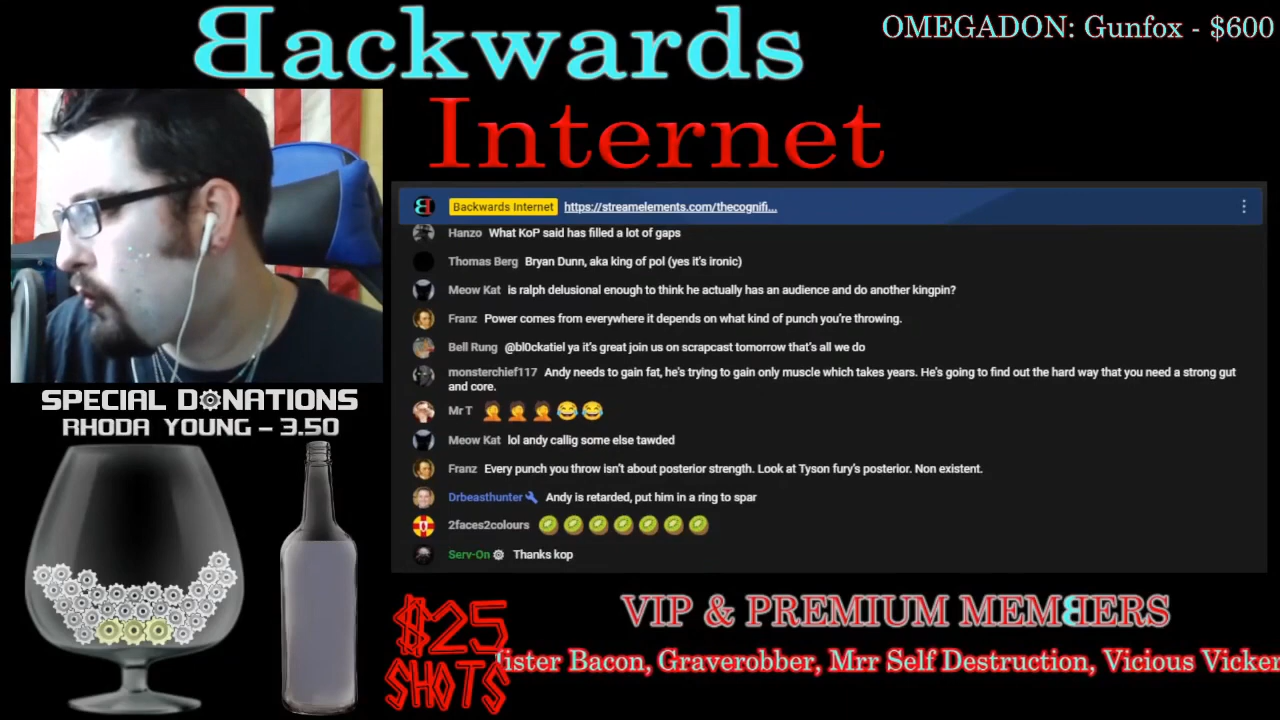 Backwards
Internet
OMEGADON: Gunfox - $600
Backwards Internet https://streamelements.com/thecognifi...
Hanzo What KoP said has filled a lot of gaps
Thomas Berg Bryan Dunn, aka king of pol (yes it's ironic)
Meow Kat is ralph delusional enough to think he actually has an audience and do another kingpin?
Franz Power comes from everywhere it depends on what kind of punch you're throwing.
Bell Rung @bl0ckatiel ya it's great join us on scrapcast tomorrow that's all we do
monsterchief117 Andy needs to gain fat, he's trying to gain only muscle which takes years. He's going to find out the hard way that you need a strong gut
and core.
Mr T 🤦🤦🤦😂😂
Meow Kat lol andy callig some else tawded
Franz Every punch you throw isn't about posterior strength. Look at Tyson fury's posterior. Non existent.
Drbeasthunter Andy is retarded, put him in a ring to spar
2faces2colours 🥝🥝🥝🥝🥝🥝🥝
Serv-On Thanks kop
SPECIAL DONATIONS
RHODA YOUNG – 3.50
$25
SHOTS
VIP & PREMIUM MEMBERS
ister Bacon, Graverobber, Mrr Self Destruction, Vicious Vicker